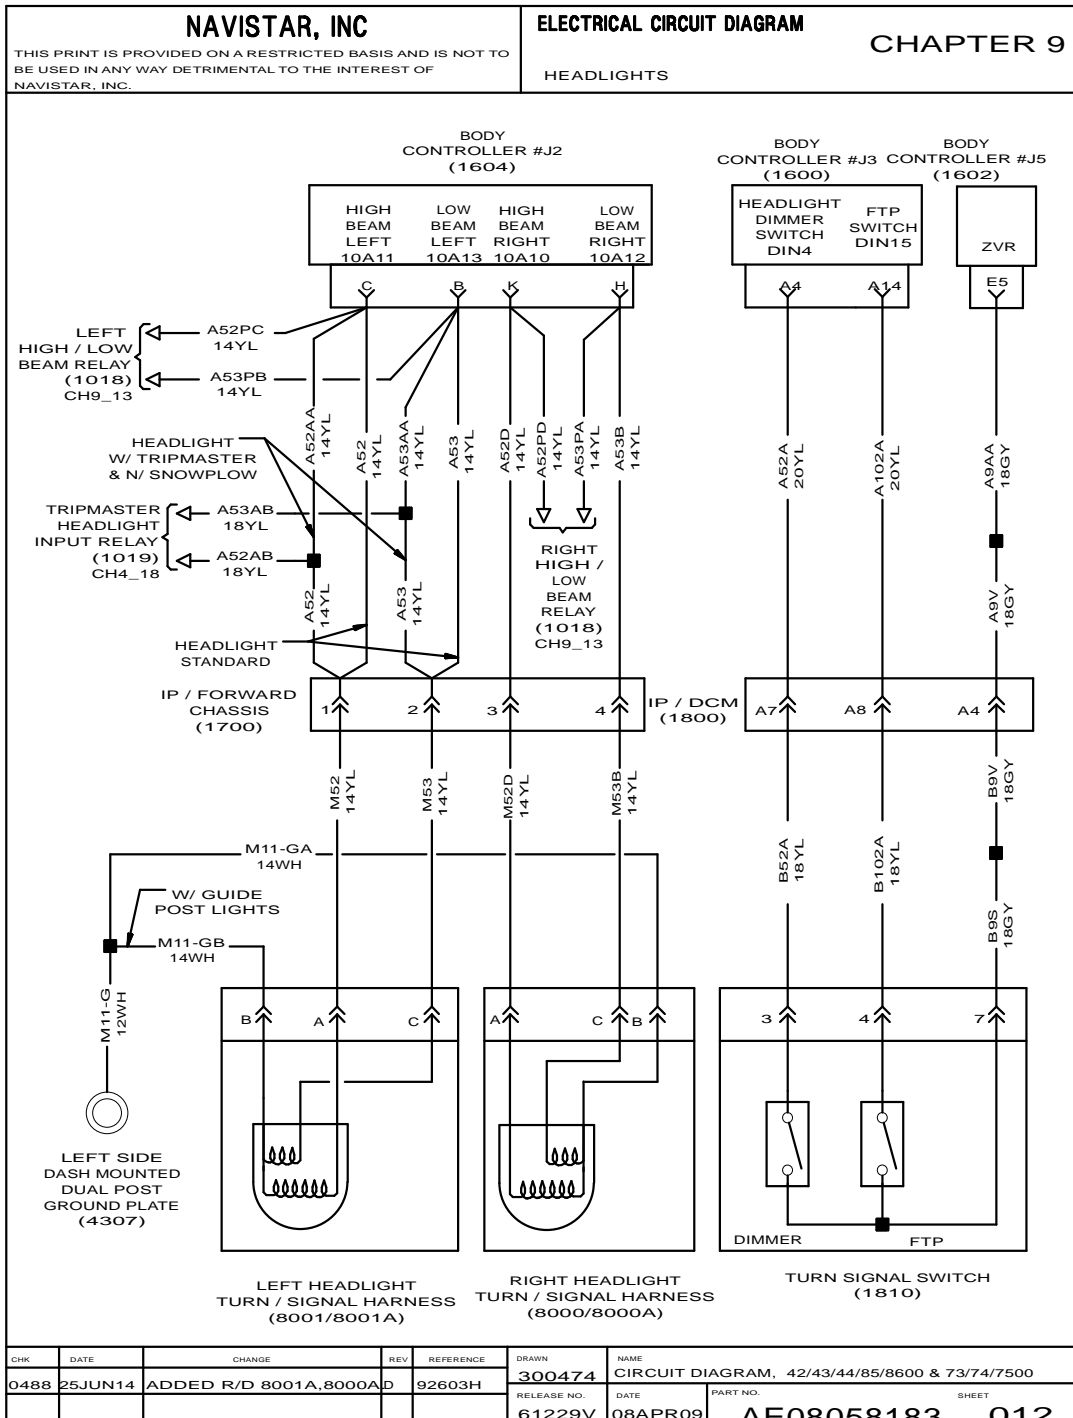 NAVISTAR, INC
THIS PRINT IS PROVIDED ON A RESTRICTED BASIS AND IS NOT TO
BE USED IN ANY WAY DETRIMENTAL TO THE INTEREST OF
NAVISTAR, INC.
ELECTRICAL CIRCUIT DIAGRAM
HEADLIGHTS
CHAPTER 9
BODY
CONTROLLER #J2
(1604)
BODY
CONTROLLER #J3
(1600)
BODY
CONTROLLER #J5
(1602)
HIGH
BEAM
LEFT
10A11
LOW
BEAM
LEFT
10A13
HIGH
BEAM
RIGHT
10A10
LOW
BEAM
RIGHT
10A12
HEADLIGHT
DIMMER
SWITCH
DIN4
FTP
SWITCH
DIN15
ZVR
C
B
K
H
A4
A14
E5
LEFT
HIGH / LOW
BEAM RELAY
(1018)
CH9_13
A52PC
14YL
A53PB
14YL
HEADLIGHT
W/ TRIPMASTER
& N/ SNOWPLOW
A52AA
14YL
A52
14YL
A53AA
14YL
A53
14YL
A52D
14YL
A52PD
14YL
A53PA
14YL
A53B
14YL
A52A
20YL
A102A
20YL
A9AA
18GY
TRIPMASTER
HEADLIGHT
INPUT RELAY
(1019)
CH4_18
A53AB
18YL
A52AB
18YL
RIGHT
HIGH /
LOW
BEAM
RELAY
(1018)
CH9_13
A52
14YL
A53
14YL
A9V
18GY
HEADLIGHT
STANDARD
IP / FORWARD
CHASSIS
(1700)
1
2
3
4
IP / DCM
(1800)
A7
A8
A4
M52
14YL
M53
14YL
M52D
14YL
M53B
14YL
B9V
18GY
M11-GA
14WH
B52A
18YL
B102A
18YL
W/ GUIDE
POST LIGHTS
M11-GB
14WH
B9S
18GY
M11-G
12WH
B
A
C
A
C
B
3
4
7
LEFT SIDE
DASH MOUNTED
DUAL POST
GROUND PLATE
(4307)
DIMMER
FTP
LEFT HEADLIGHT
TURN / SIGNAL HARNESS
(8001/8001A)
RIGHT HEADLIGHT
TURN / SIGNAL HARNESS
(8000/8000A)
TURN SIGNAL SWITCH
(1810)
CHK DATE CHANGE REV REFERENCE
0488 25JUN14 ADDED R/D 8001A,8000A D 92603H
DRAWN
300474
NAME
CIRCUIT DIAGRAM, 42/43/44/85/8600 & 73/74/7500
RELEASE NO.
61229V
DATE
08APR09
PART NO.
AE08058183
SHEET
012